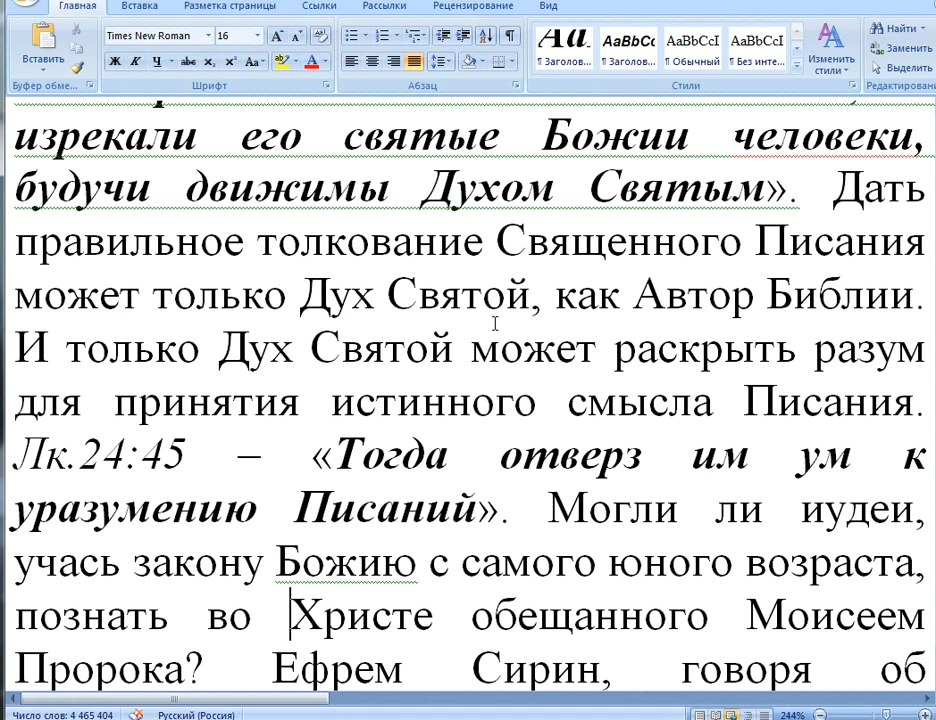 Главная Вставка Разметка страницы Ссылки Рассылки Рецензирование Вид
Times New Roman 16 Найти
Заменить
Вставить Изменить стили Выделить
¶ Заголов... ¶ Заголов... ¶ Обычный ¶ Без инте...
Буфер обме... Шрифт Абзац Стили Редактировани
изрекали его святые Божии человеки,
будучи движимы Духом Святым». Дать
правильное толкование Священного Писания
может только Дух Святой, как Автор Библии.
И только Дух Святой может раскрыть разум
для принятия истинного смысла Писания.
Лк.24:45 – «Тогда отверз им ум к
уразумению Писаний». Могли ли иудеи,
учась закону Божию с самого юного возраста,
познать во Христе обещанного Моисеем
Пророка? Ефрем Сирин, говоря об
Число слов: 4 465 404 Русский (Россия) 244%